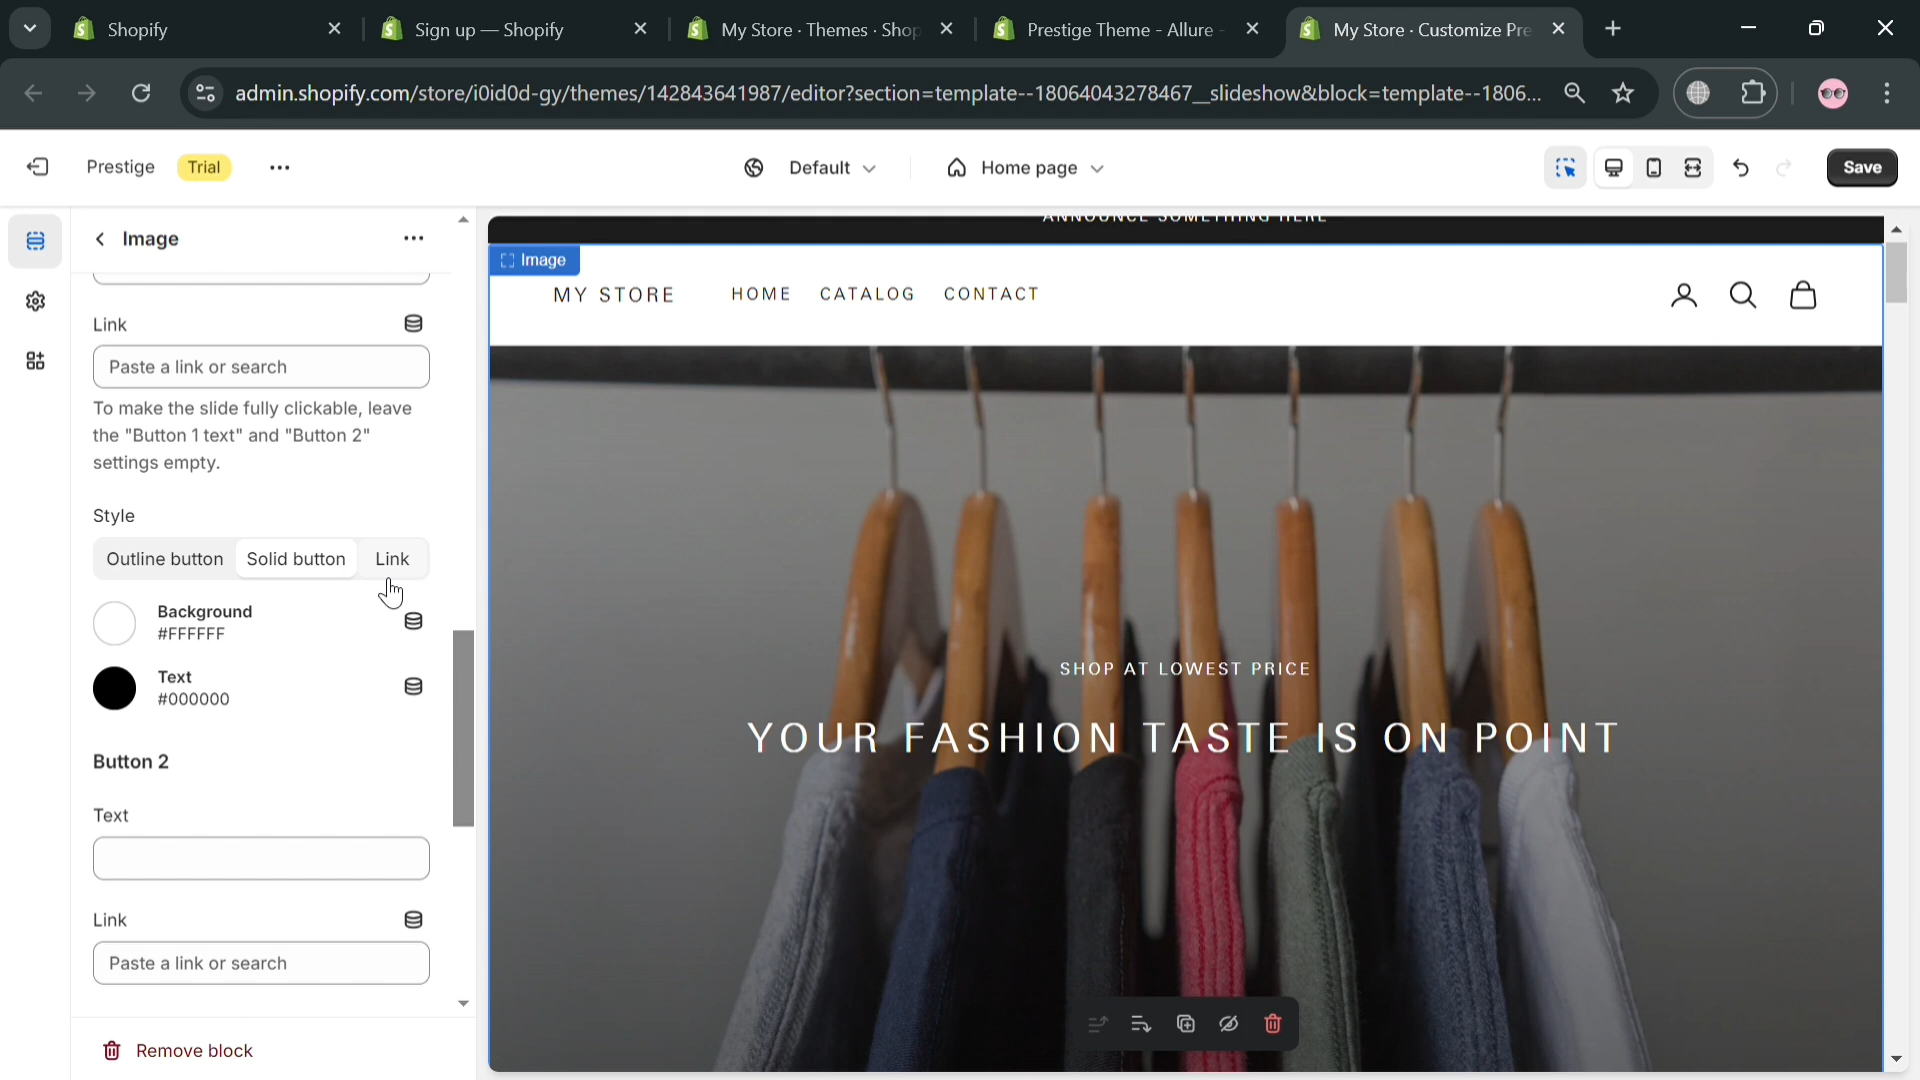 Shopify
Sign up — Shopify
My Store · Themes · Shop
Prestige Theme - Allure -
My Store · Customize Pre
admin.shopify.com/store/i0id0d-gy/themes/142843641987/editor?section=template--18064043278467__slideshow&block=template--1806...
Prestige
Trial
Default
Home page
Save
Image
ANNOUNCE SOMETHING HERE
Image
MY STORE
HOME
CATALOG
CONTACT
Link
Paste a link or search
To make the slide fully clickable, leave
the "Button 1 text" and "Button 2"
settings empty.
Style
Outline button
Solid button
Link
Background
#FFFFFF
Text
#000000
SHOP AT LOWEST PRICE
YOUR FASHION TASTE IS ON POINT
Button 2
Text
Link
Paste a link or search
Remove block